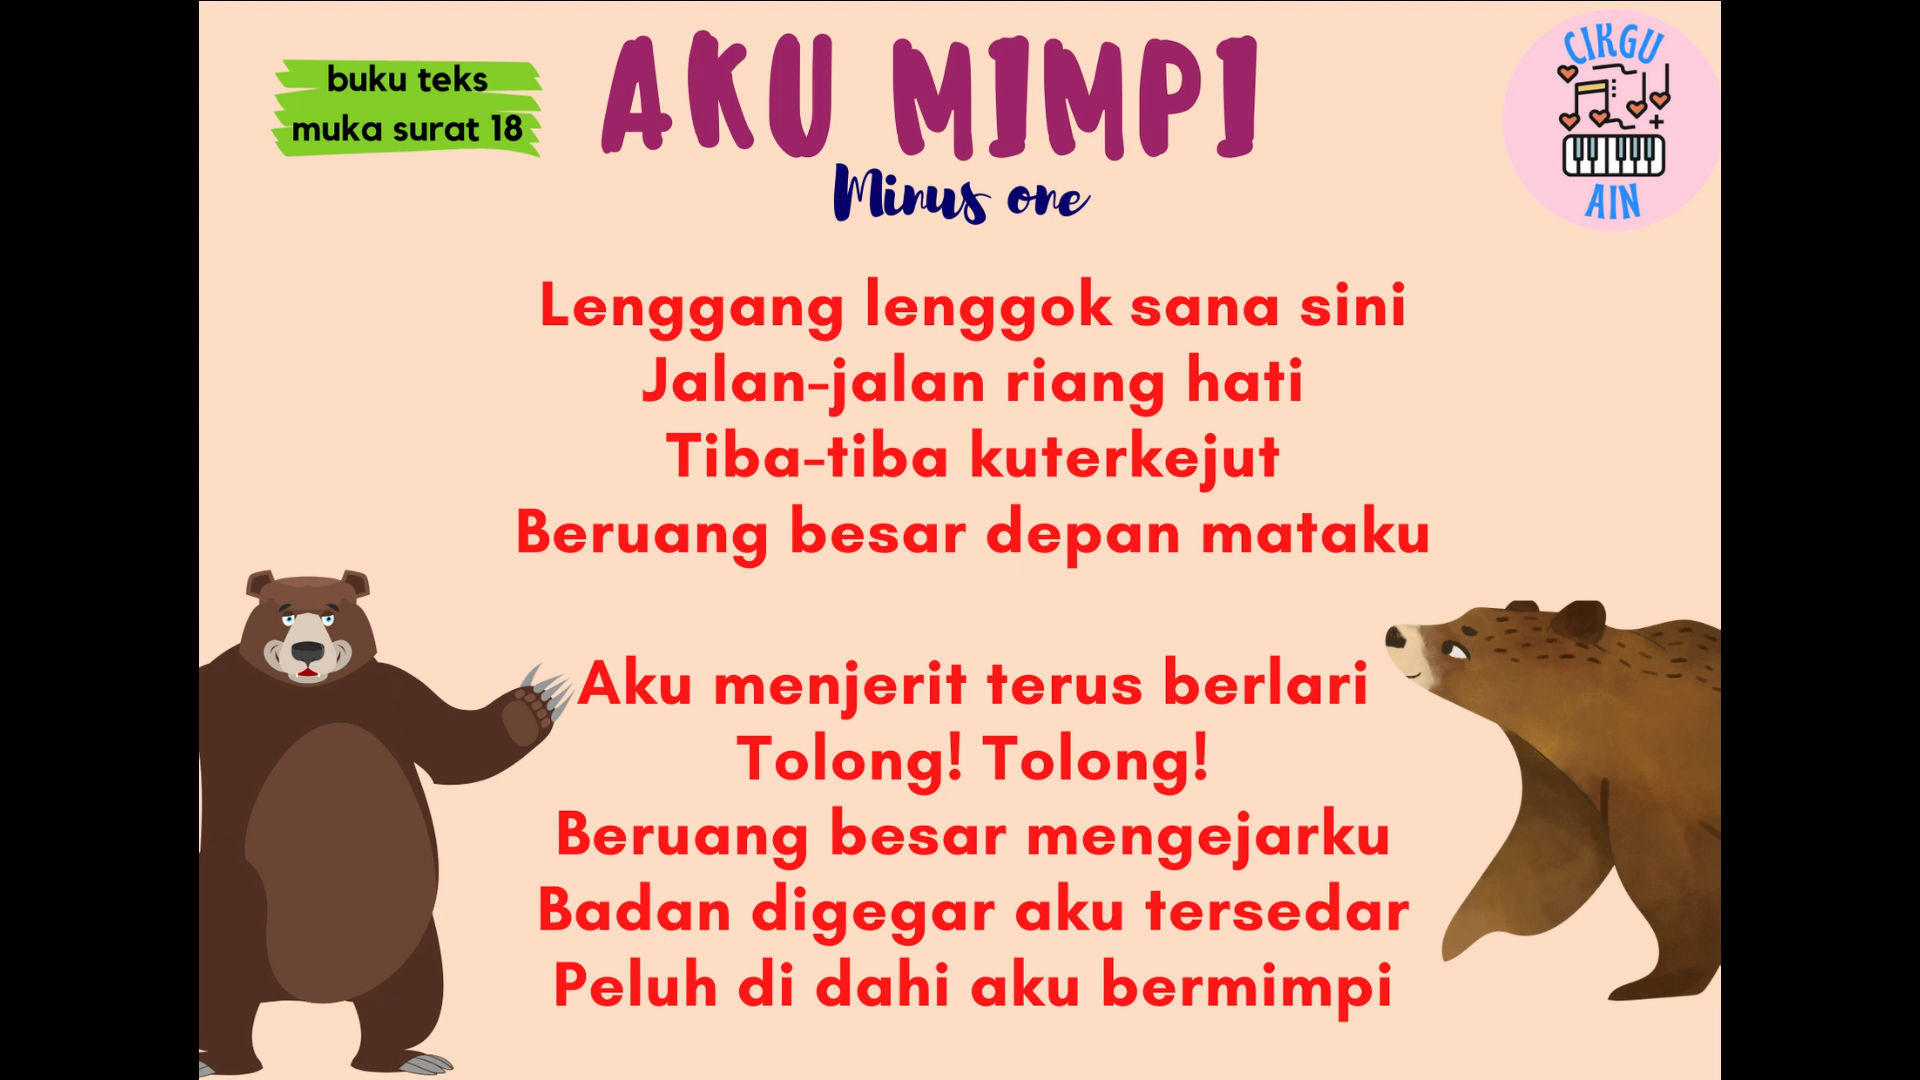 buku teks
muka surat 18
AKU MIMPI
Minus one
CIKGU
AIN
Lenggang lenggok sana sini
Jalan-jalan riang hati
Tiba-tiba kuterkejut
Beruang besar depan mataku
Aku menjerit terus berlari
Tolong! Tolong!
Beruang besar mengejarku
Badan digegar aku tersedar
Peluh di dahi aku bermimpi